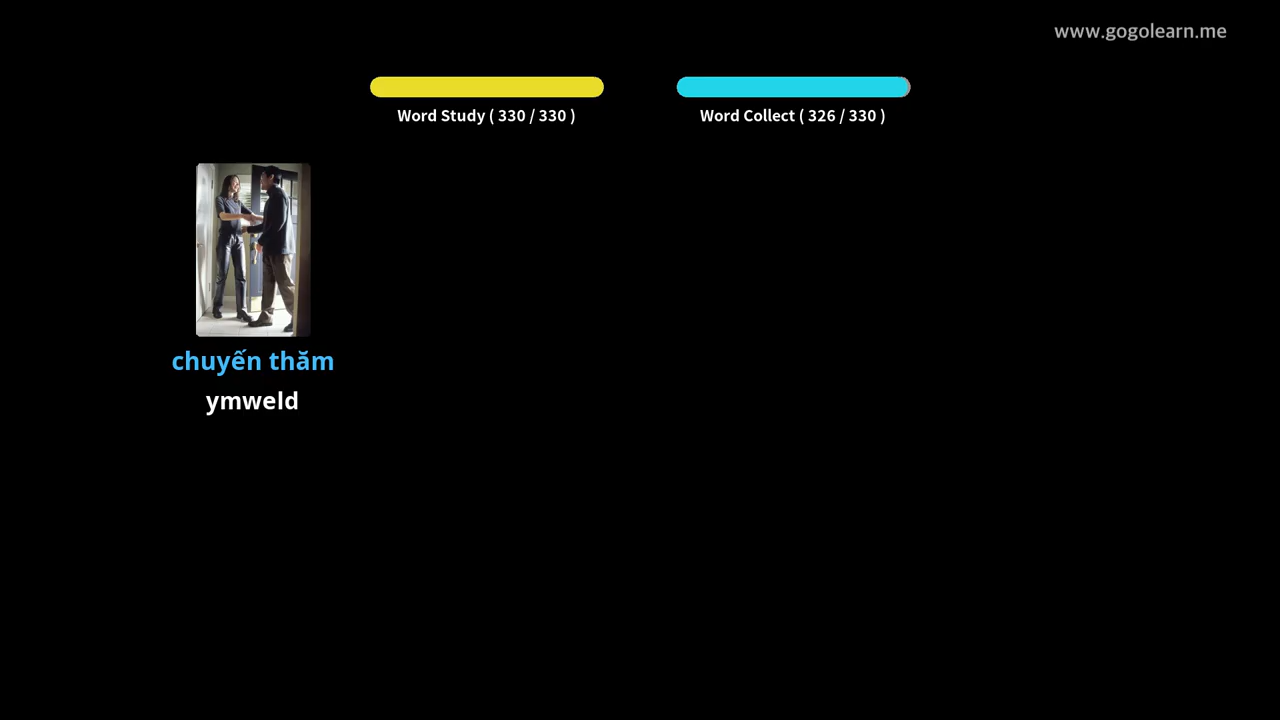 www.gogolearn.me
Word Study ( 330 / 330 )
Word Collect ( 326 / 330 )
chuyến thăm
ymweld